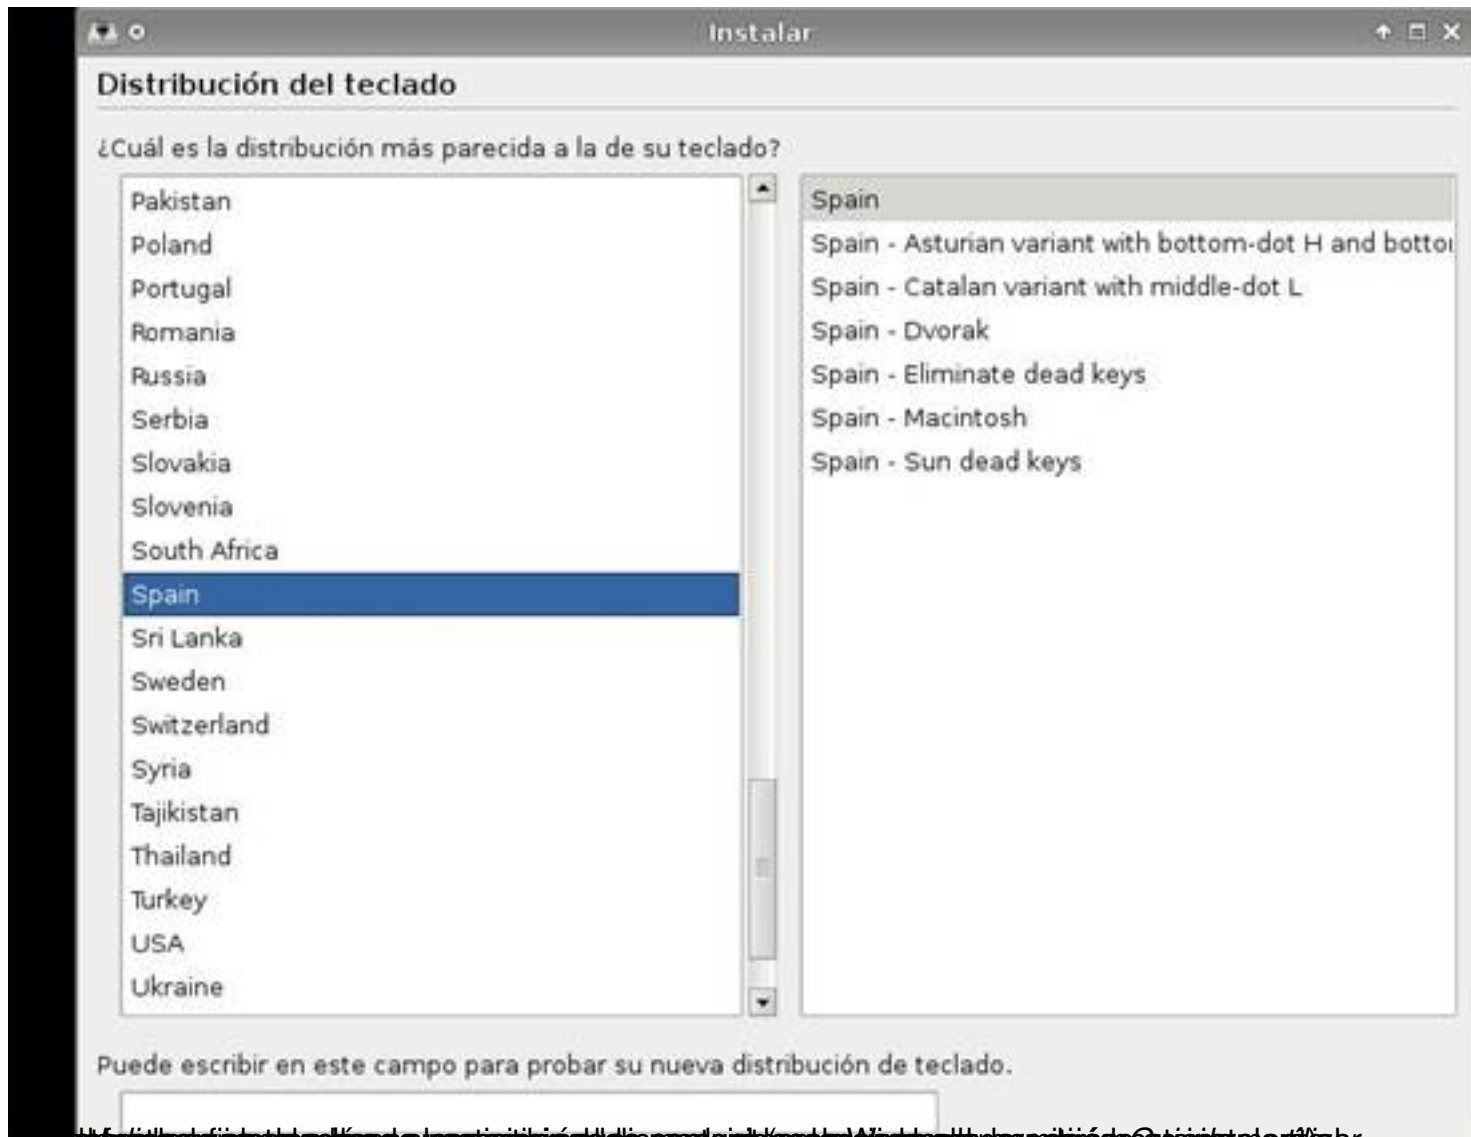 Instalar
Distribución del teclado
¿Cuál es la distribución más parecida a la de su teclado?
Pakistan
Poland
Portugal
Romania
Russia
Serbia
Slovakia
Slovenia
South Africa
Spain
Sri Lanka
Sweden
Switzerland
Syria
Tajikistan
Thailand
Turkey
USA
Ukraine
Spain
Spain - Asturian variant with bottom-dot H and
Spain - Catalan variant with middle-dot L
Spain - Dvorak
Spain - Eliminate dead keys
Spain - Macintosh
Spain - Sun dead keys
Puede escribir en este campo para probar su nueva distribución de teclado.